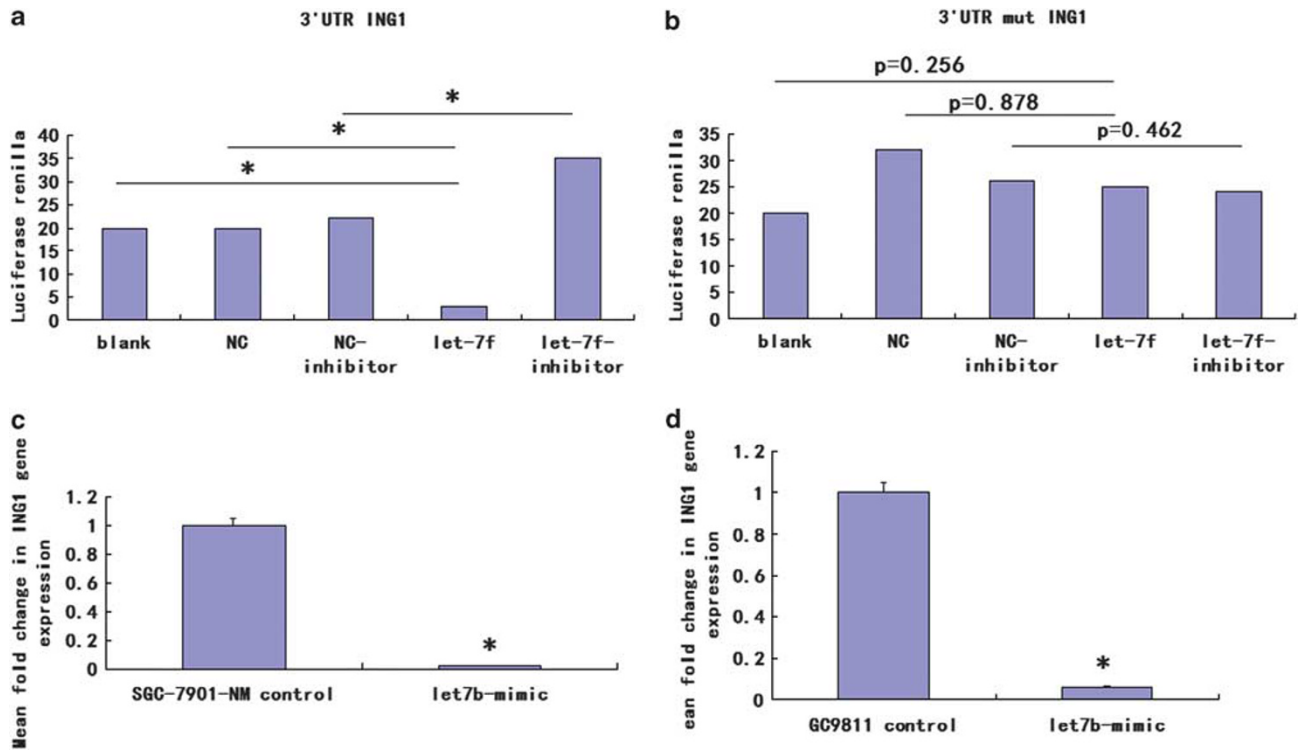 a
3'UTR ING1
*
*
*
Luciferase renilla
40
35
30
25
20
15
10
5
0
blank
NC
NC-
inhibitor
let-7f
let-7f-
inhibitor
b
3'UTR mut ING1
p=0.256
p=0.878
p=0.462
Luciferase renilla
35
30
25
20
15
10
5
0
blank
NC
NC-
inhibitor
let-7f
let-7f-
inhibitor
c
Mean fold change in ING1 gene
expression
1.2
1
0.8
0.6
0.4
0.2
0
*
SGC-7901-NM control
let7b-mimic
d
ean fold change in ING1 gene
expression
1.2
1
0.8
0.6
0.4
0.2
0
*
GC9811 control
let7b-mimic